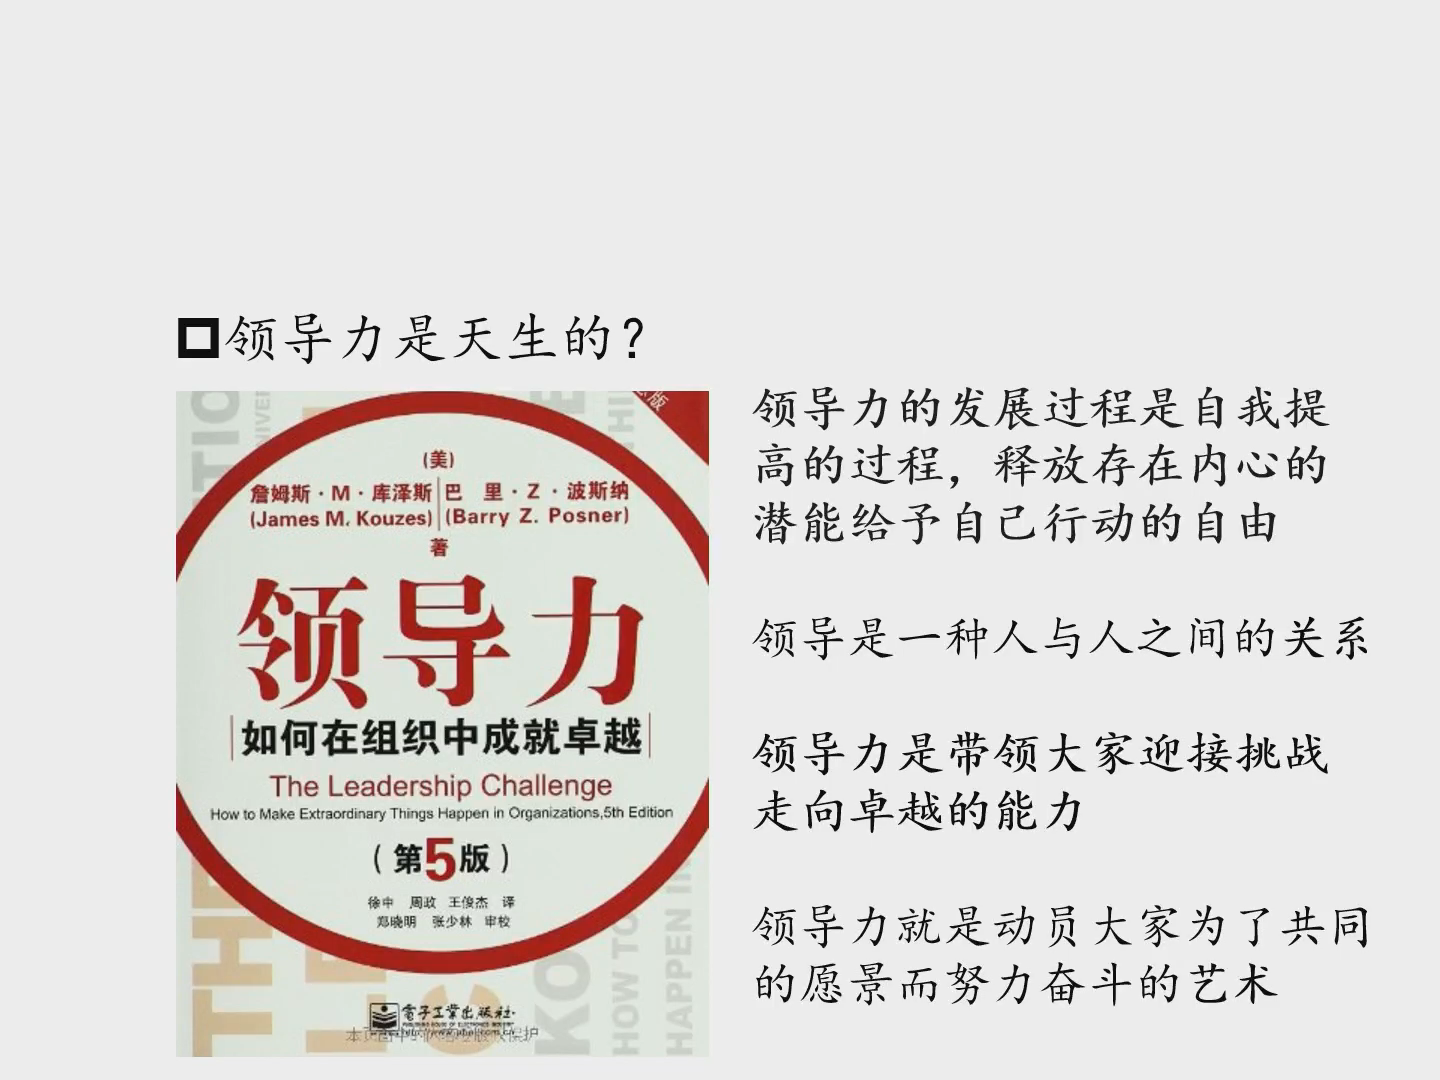 领导力是天生的?
(美)
詹姆斯·M·库泽斯
(James M. Kouzes)
巴 里·Z·波斯纳
(Barry Z. Posner)
著
领导力
如何在组织中成就卓越
The Leadership Challenge
How to Make Extraordinary Things Happen in Organizations,5th Edition
(第5版)
徐中 周政 王俊杰 译
郑晓明 张少林 审校
电子工业出版社
领导力的发展过程是自我提
高的过程，释放存在内心的
潜能给予自己行动的自由
领导是一种人与人之间的关系
领导力是带领大家迎接挑战
走向卓越的能力
领导力就是动员大家为了共同
的愿景而努力奋斗的艺术